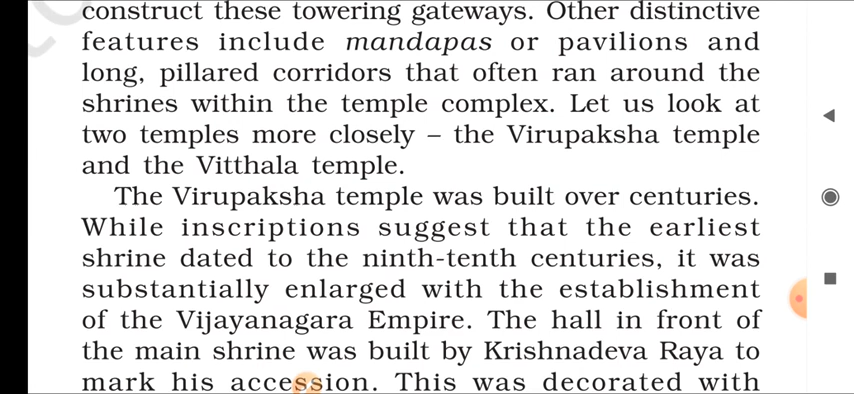 construct these towering gateways. Other distinctive
features include mandapas or pavilions and
long, pillared corridors that often ran around the
shrines within the temple complex. Let us look at
two temples more closely – the Virupaksha temple
and the Vitthala temple.
The Virupaksha temple was built over centuries.
While inscriptions suggest that the earliest
shrine dated to the ninth-tenth centuries, it was
substantially enlarged with the establishment
of the Vijayanagara Empire. The hall in front of
the main shrine was built by Krishnadeva Raya to
mark his accession. This was decorated with